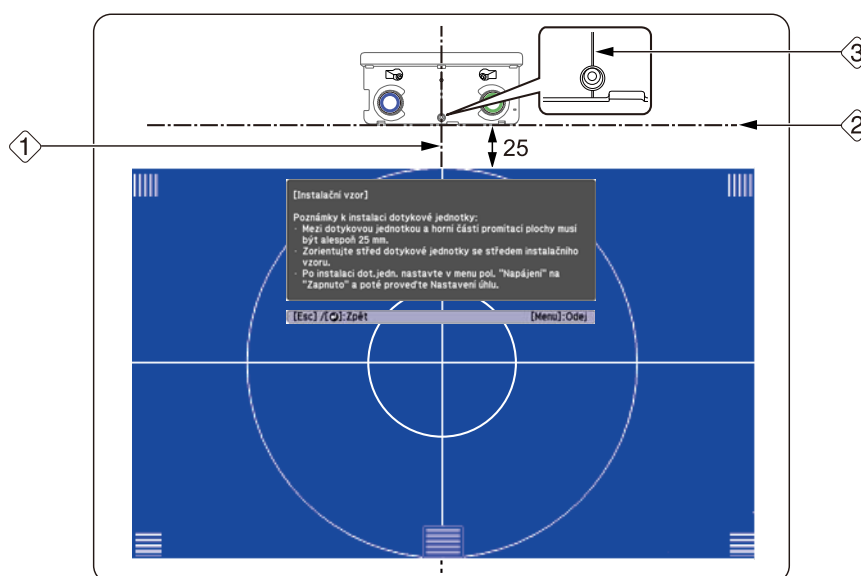 3
2
1
25
[Instalační vzor]
Poznámky k instalaci dotykové jednotky:
· Mezi dotykovou jednotkou a horní částí promítací plochy musí
být alespoň 25 mm.
· Zorientujte střed dotykové jednotky se středem instalačního
vzoru.
· Po instalaci dot.jedn. nastavte v menu pol. "Napájení" na
"Zapnuto" a poté proveďte Nastavení úhlu.
[Esc] /[⮌]:Zpět [Menu]:Odej